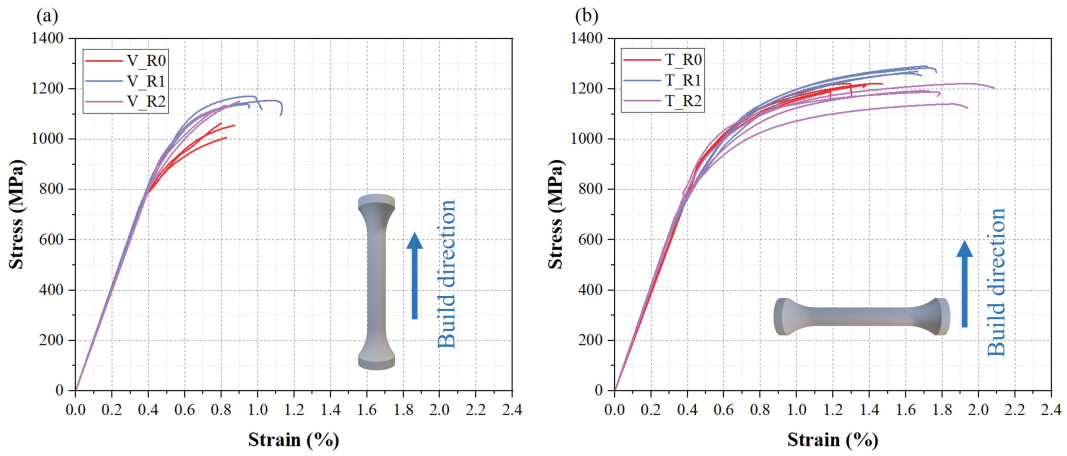 (a)
V_R0
V_R1
V_R2
1400
1200
1000
800
600
400
200
0
Stress (MPa)
0.0 0.2 0.4 0.6 0.8 1.0 1.2 1.4 1.6 1.8 2.0 2.2 2.4
Strain (%)
Build direction
(b)
T_R0
T_R1
T_R2
1400
1200
1000
800
600
400
200
0
Stress (MPa)
0.0 0.2 0.4 0.6 0.8 1.0 1.2 1.4 1.6 1.8 2.0 2.2 2.4
Strain (%)
Build direction